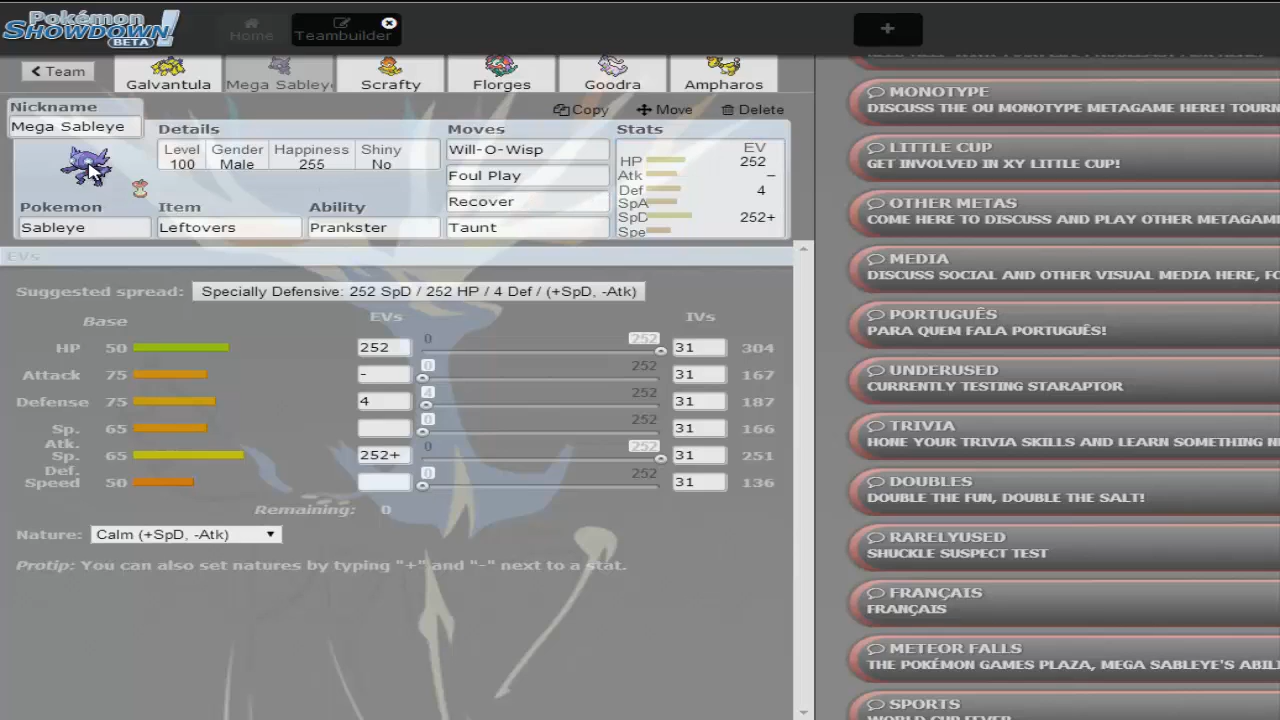 Pokémon
SHOWDOWN!
BETA
Home
Teambuilder
+
< Team
Galvantula
Mega Sableye
Scrafty
Florges
Goodra
Ampharos
Nickname
Mega Sableye
Copy
Move
Delete
Details
Level
100
Gender
Male
Happiness
255
Shiny
No
Pokemon
Sableye
Item
Leftovers
Ability
Prankster
Moves
Will-O-Wisp
Foul Play
Recover
Taunt
Stats
EV
HP 252
Atk –
Def 4
SpA
SpD 252+
Spe
EVs
Suggested spread: Specially Defensive: 252 SpD / 252 HP / 4 Def / (+SpD, -Atk)
Base EVs IVs
HP 50 252 0 252 31 304
Attack 75 - 0 252 31 167
Defense 75 4 4 252 31 187
Sp. Atk. 65 0 252 31 166
Sp. Def. 65 252+ 0 252 31 251
Speed 50 0 252 31 136
Remaining: 0
Nature: Calm (+SpD, -Atk)
Protip: You can also set natures by typing "+" and "-" next to a stat.
MONOTYPE
DISCUSS THE OU MONOTYPE METAGAME HERE! TOURN
LITTLE CUP
GET INVOLVED IN XY LITTLE CUP!
OTHER METAS
COME HERE TO DISCUSS AND PLAY OTHER METAGAM
MEDIA
DISCUSS SOCIAL AND OTHER VISUAL MEDIA HERE, FO
PORTUGUÊS
PARA QUEM FALA PORTUGUÊS!
UNDERUSED
CURRENTLY TESTING STARAPTOR
TRIVIA
HONE YOUR TRIVIA SKILLS AND LEARN SOMETHING NE
DOUBLES
DOUBLE THE FUN, DOUBLE THE SALT!
RARELYUSED
SHUCKLE SUSPECT TEST
FRANÇAIS
FRANÇAIS
METEOR FALLS
THE POKÉMON GAMES PLAZA, MEGA SABLEYE'S ABILI
SPORTS
WORLD CUP FEVER